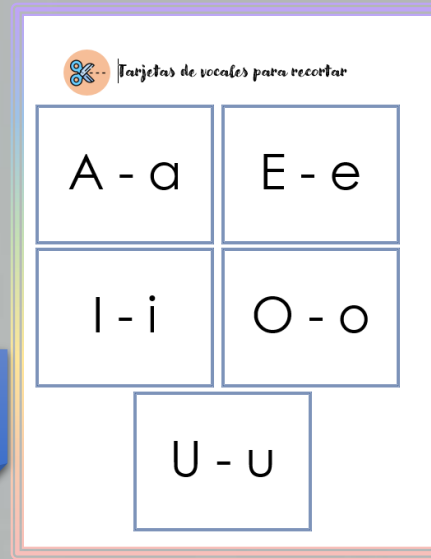 Tarjetas de vocales para recortar
A - a
E - e
I - i
O - o
U - u